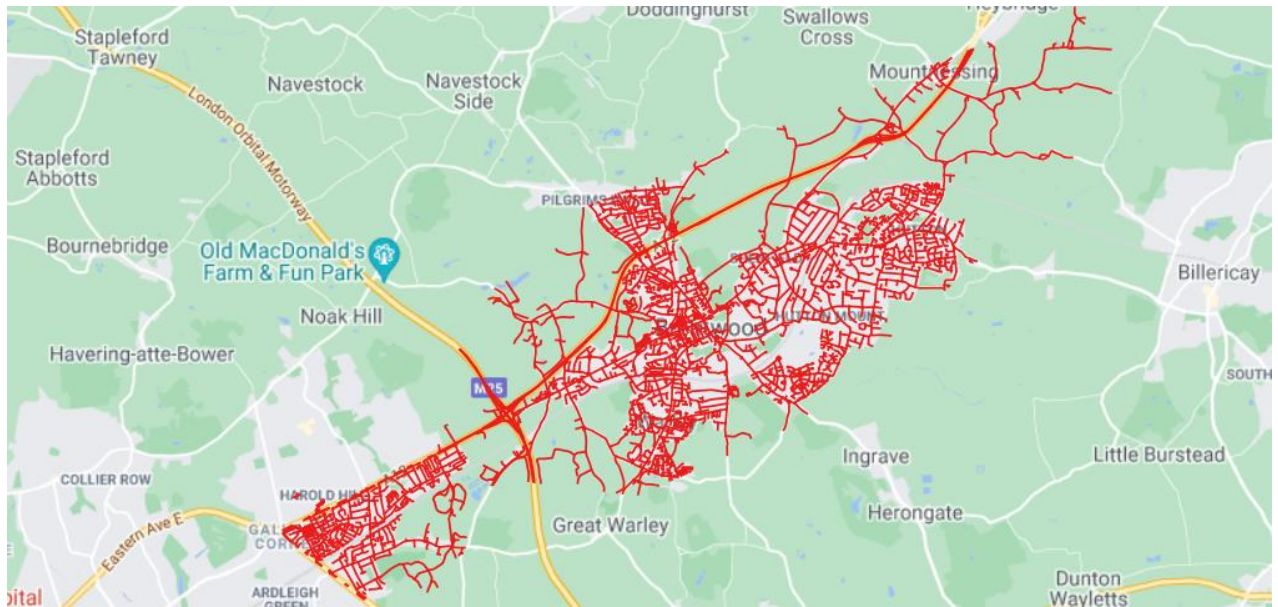 Doddinghurst
Swallows
Cross
Stapleford
Tawney
Navestock
Navestock
Side
London Orbital Motorway
Stapleford
Abbotts
PILGRIMS
Bournebridge
Old MacDonald's
Farm & Fun Park
Billericay
Noak Hill
HUTTON MOUNT
Havering-atte-Bower
M25
SOUTH
Ingrave
Little Burstead
COLLIER ROW
HAROLD HILL
Eastern Ave E
Great Warley
Herongate
ARDLEIGH
GREEN
Dunton
Wayletts